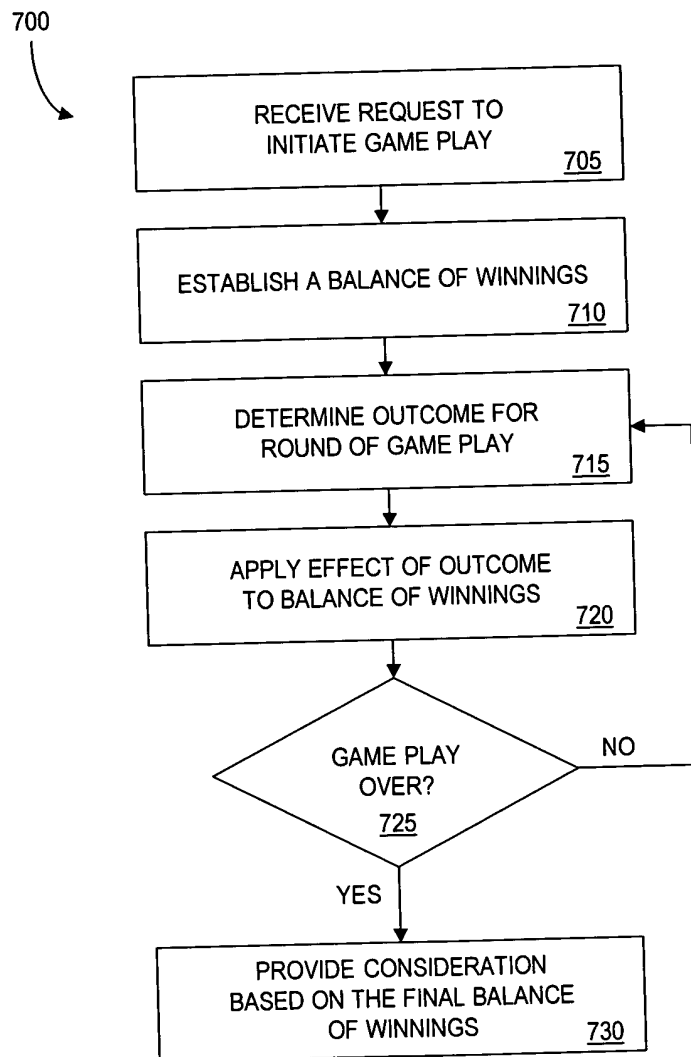 700
RECEIVE REQUEST TO
INITIATE GAME PLAY
705
ESTABLISH A BALANCE OF WINNINGS
710
DETERMINE OUTCOME FOR
ROUND OF GAME PLAY
715
APPLY EFFECT OF OUTCOME
TO BALANCE OF WINNINGS
720
GAME PLAY
OVER?
725
NO
YES
PROVIDE CONSIDERATION
BASED ON THE FINAL BALANCE
OF WINNINGS
730